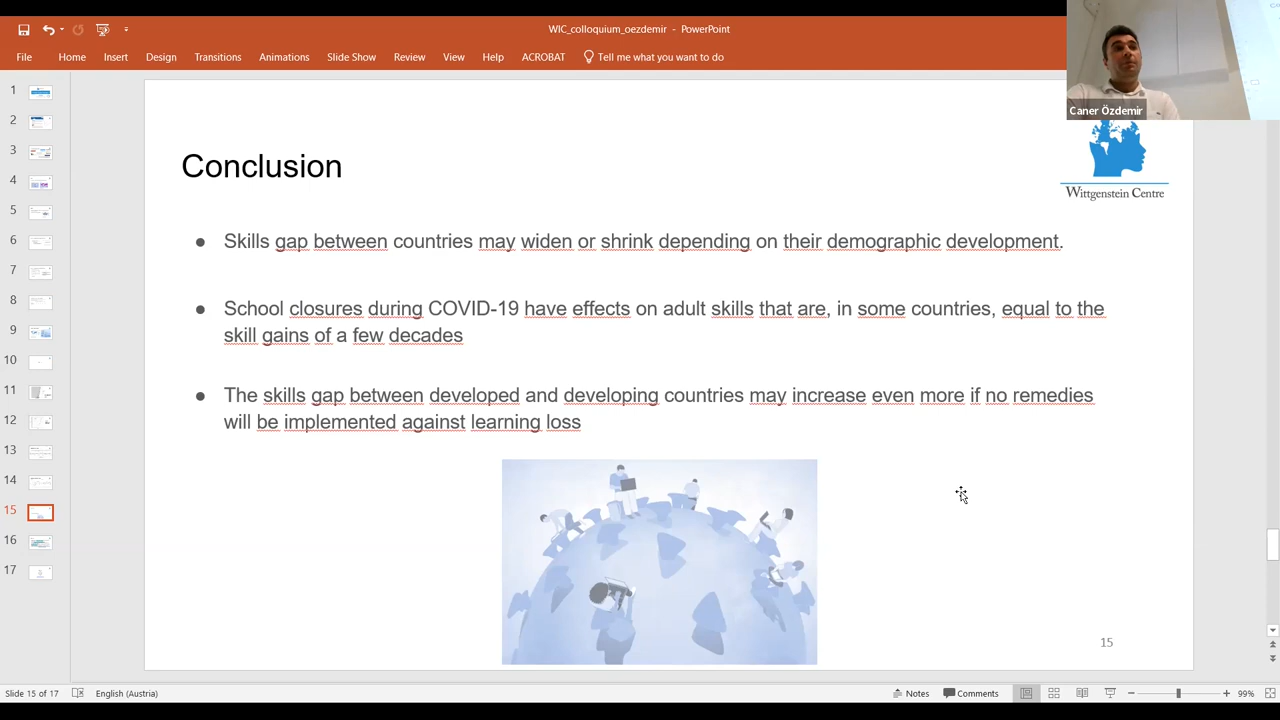 WIC_colloquium_oezdemir - PowerPoint
File Home Insert Design Transitions Animations Slide Show Review View Help ACROBAT Tell me what you want to do
Caner Özdemir
Wittgenstein Centre
1
2
3
4
5
6
7
8
9
10
11
12
13
14
15
16
17
Conclusion
● Skills gap between countries may widen or shrink depending on their demographic development.
● School closures during COVID-19 have effects on adult skills that are, in some countries, equal to the
skill gains of a few decades
● The skills gap between developed and developing countries may increase even more if no remedies
will be implemented against learning loss
15
Slide 15 of 17 English (Austria) Notes Comments 99%